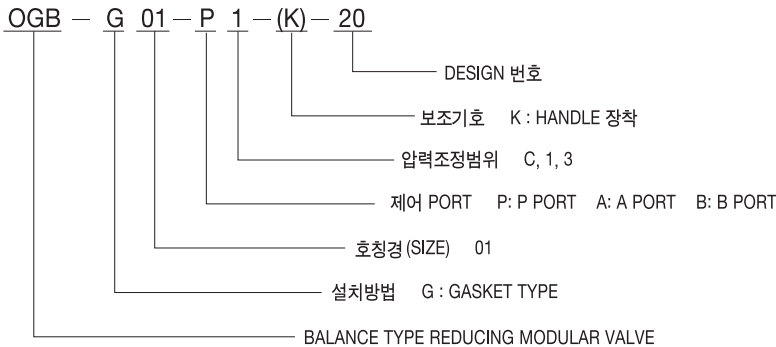 OGB - G 01 - P 1 - (K) - 20
DESIGN 번호
보조기호 K : HANDLE 장착
압력조정범위 C, 1, 3
제어 PORT P: P PORT A: A PORT B: B PORT
호칭경 (SIZE) 01
설치방법 G : GASKET TYPE
BALANCE TYPE REDUCING MODULAR VALVE